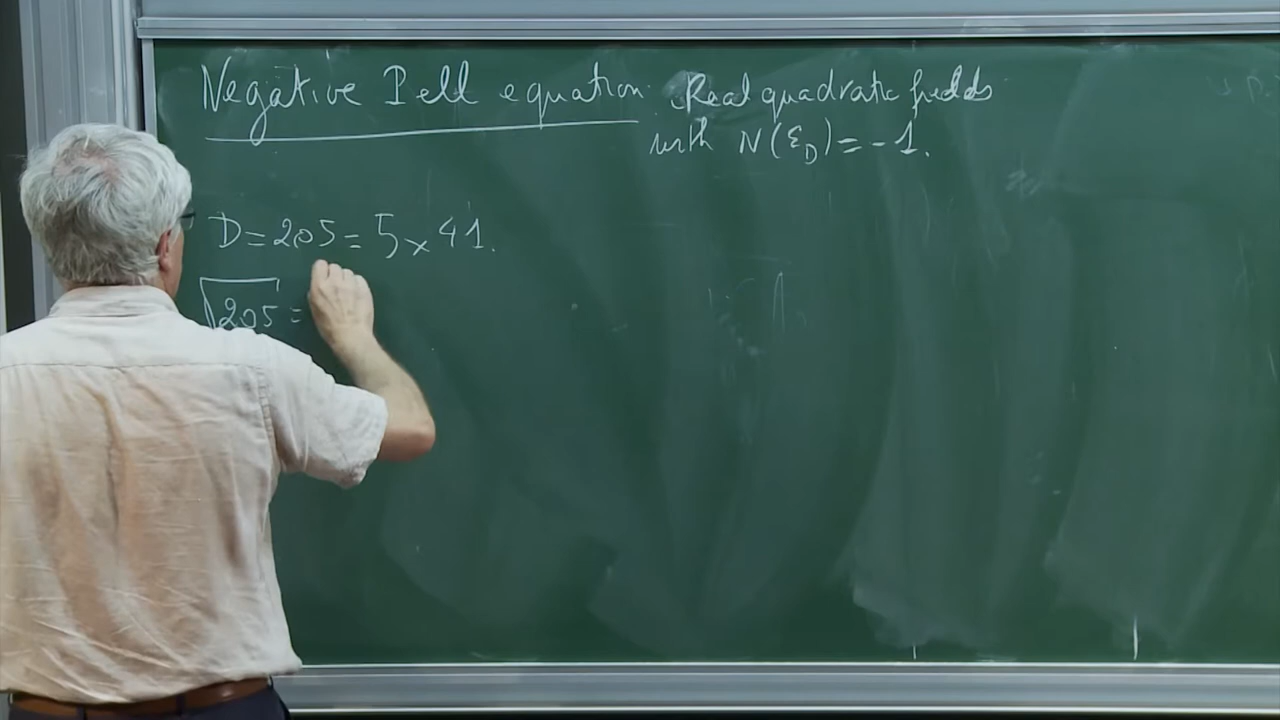 Negative Pell equation. Real quadratic fields
with N(ε_D) = -1.
D = 205 = 5 × 41.
√205 =